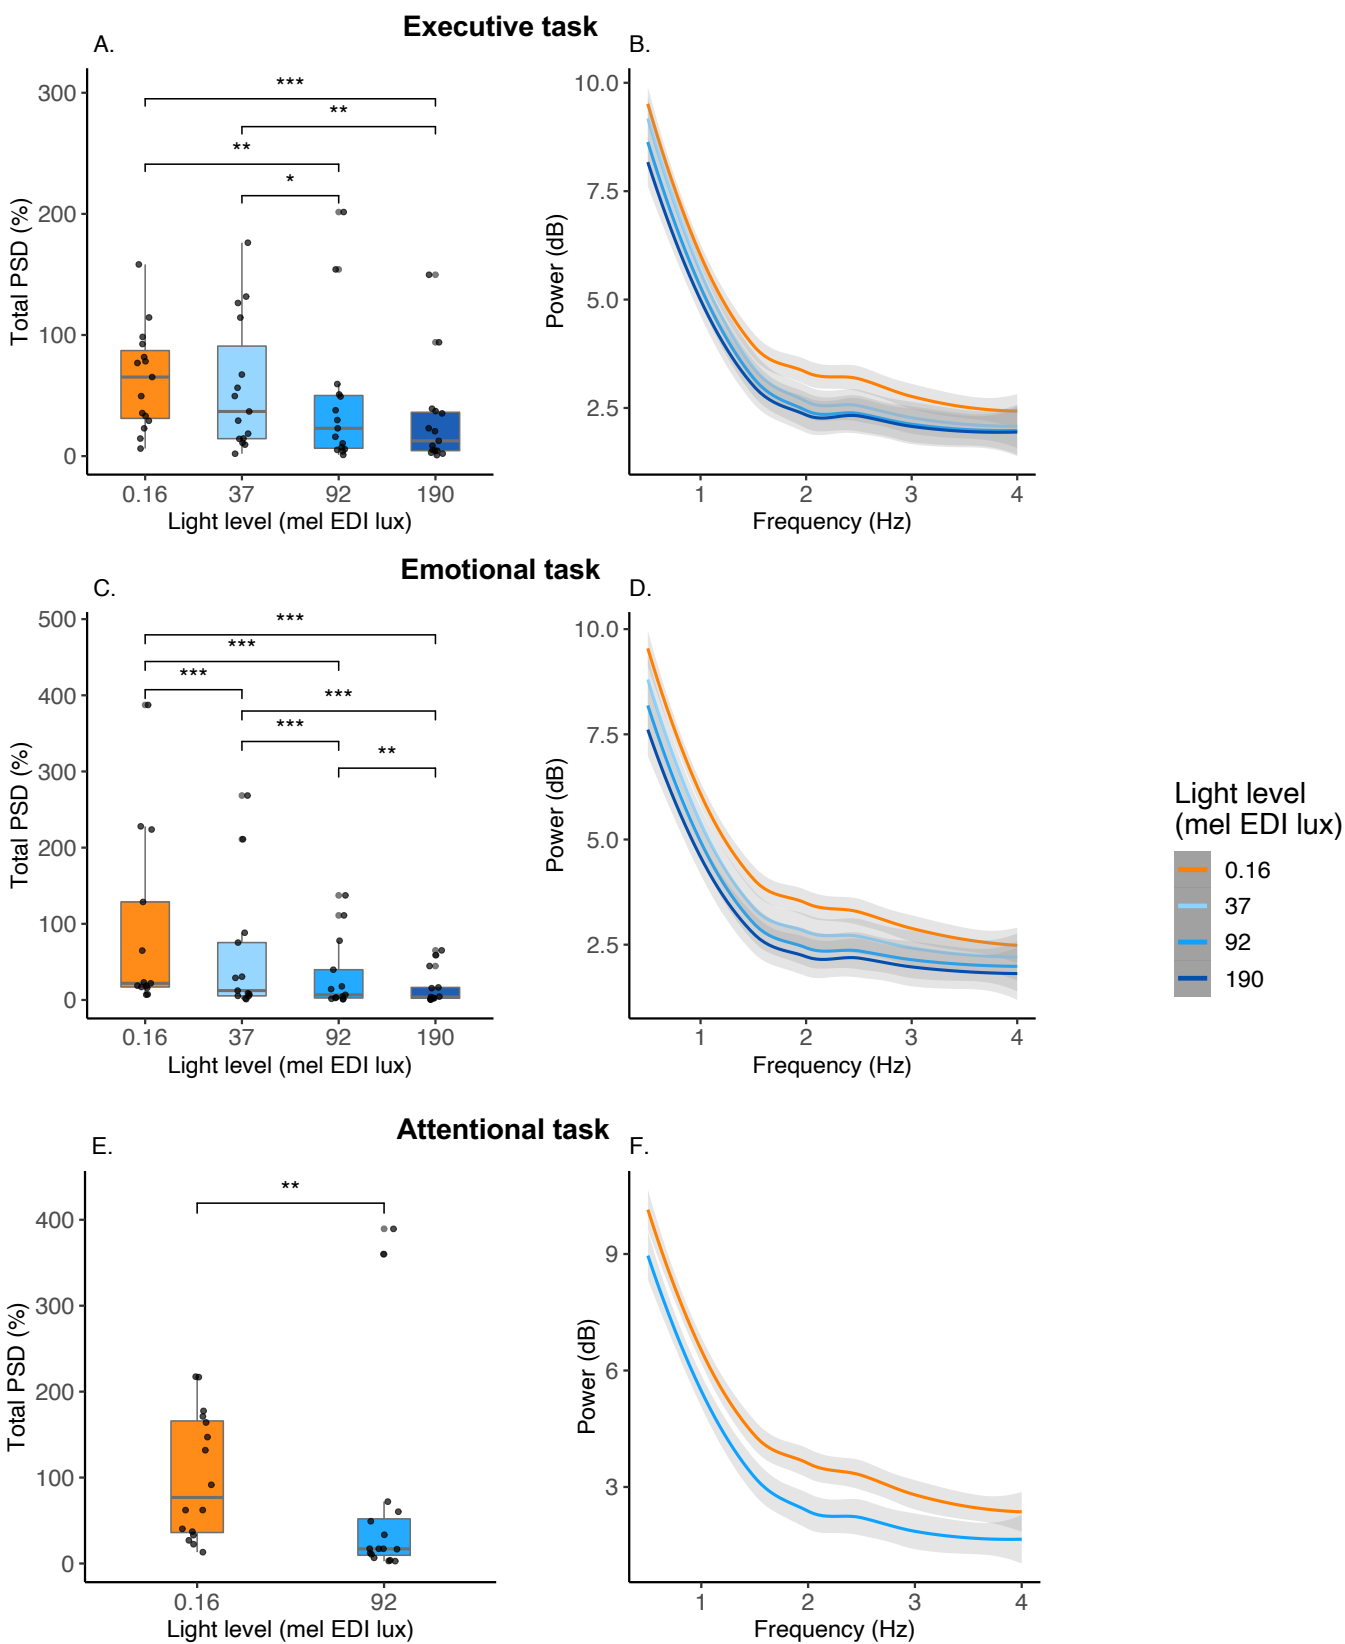 Executive task
A.
B.
***
**
**
*
300
200
100
0
Total PSD (%)
0.16 37 92 190
Light level (mel EDI lux)
10.0
7.5
5.0
2.5
Power (dB)
1 2 3 4
Frequency (Hz)
Emotional task
C.
D.
***
***
***
***
***
**
500
400
300
200
100
0
Total PSD (%)
0.16 37 92 190
Light level (mel EDI lux)
10.0
7.5
5.0
2.5
Power (dB)
1 2 3 4
Frequency (Hz)
Light level
(mel EDI lux)
0.16
37
92
190
Attentional task
E.
F.
**
400
300
200
100
0
Total PSD (%)
0.16 92
Light level (mel EDI lux)
9
6
3
Power (dB)
1 2 3 4
Frequency (Hz)